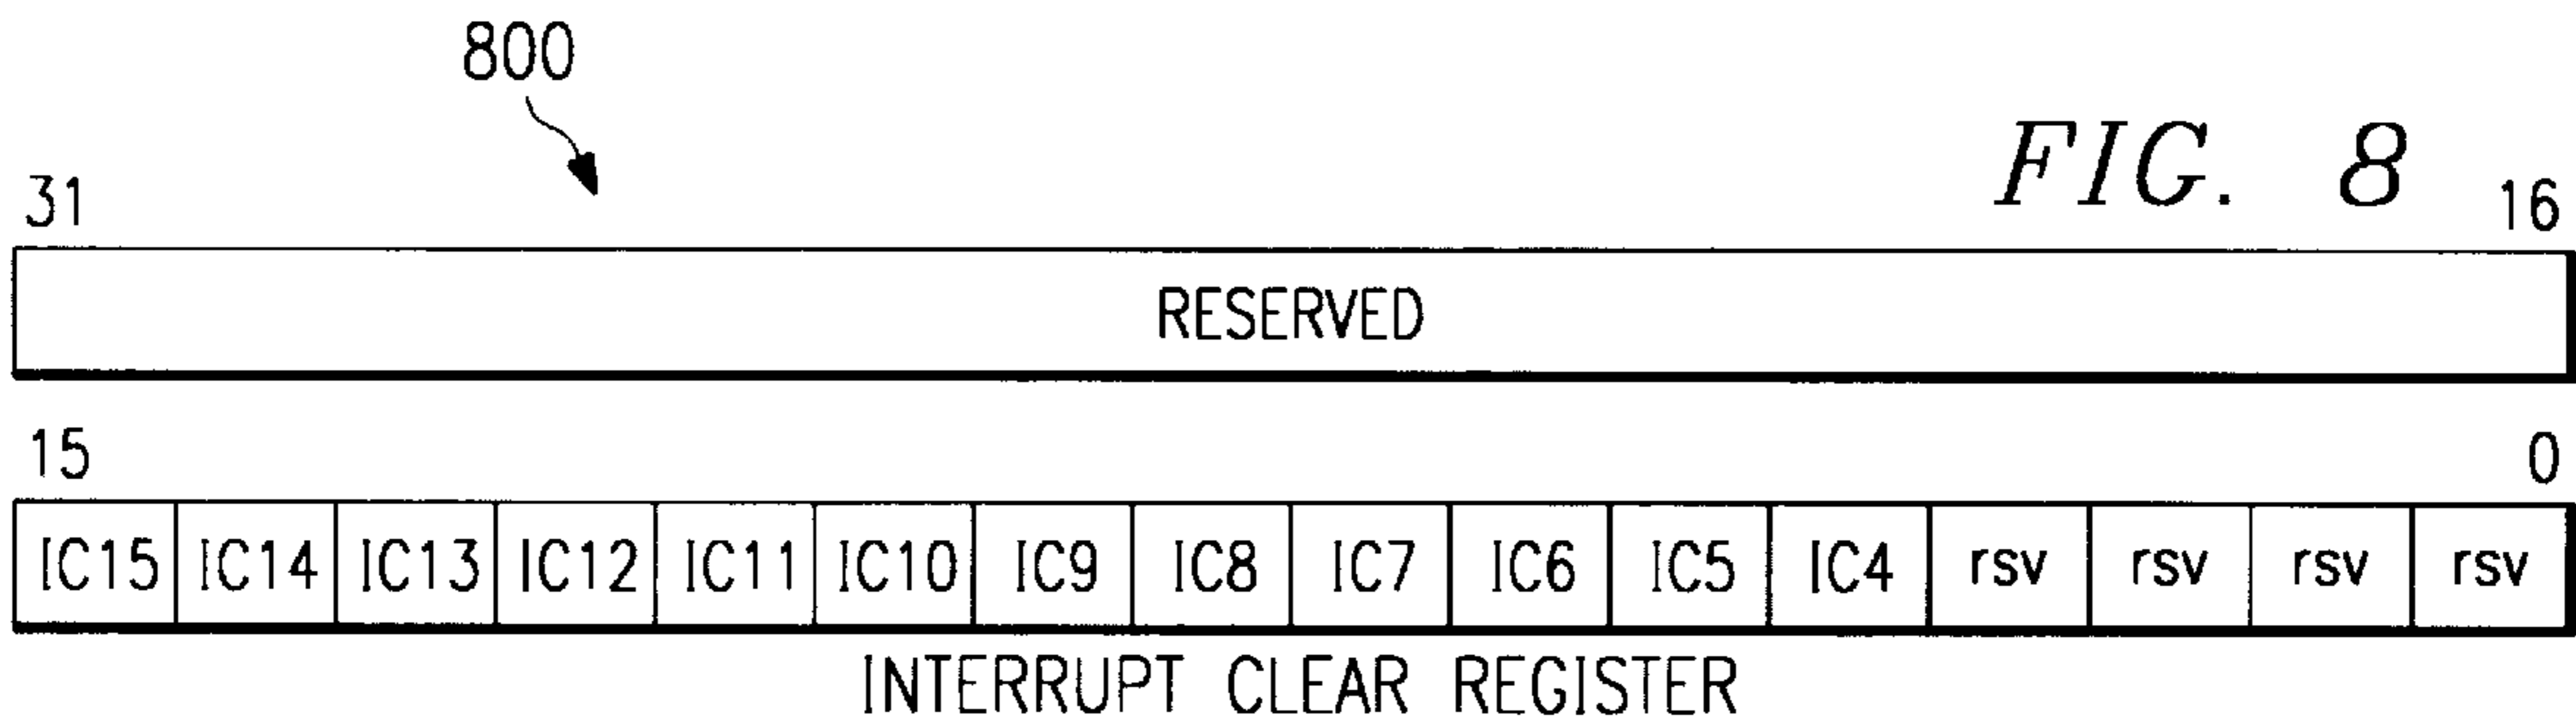 800
FIG. 8
31 16
RESERVED
15 0
IC15 IC14 IC13 IC12 IC11 IC10 IC9 IC8 IC7 IC6 IC5 IC4 rsv rsv rsv rsv
INTERRUPT CLEAR REGISTER